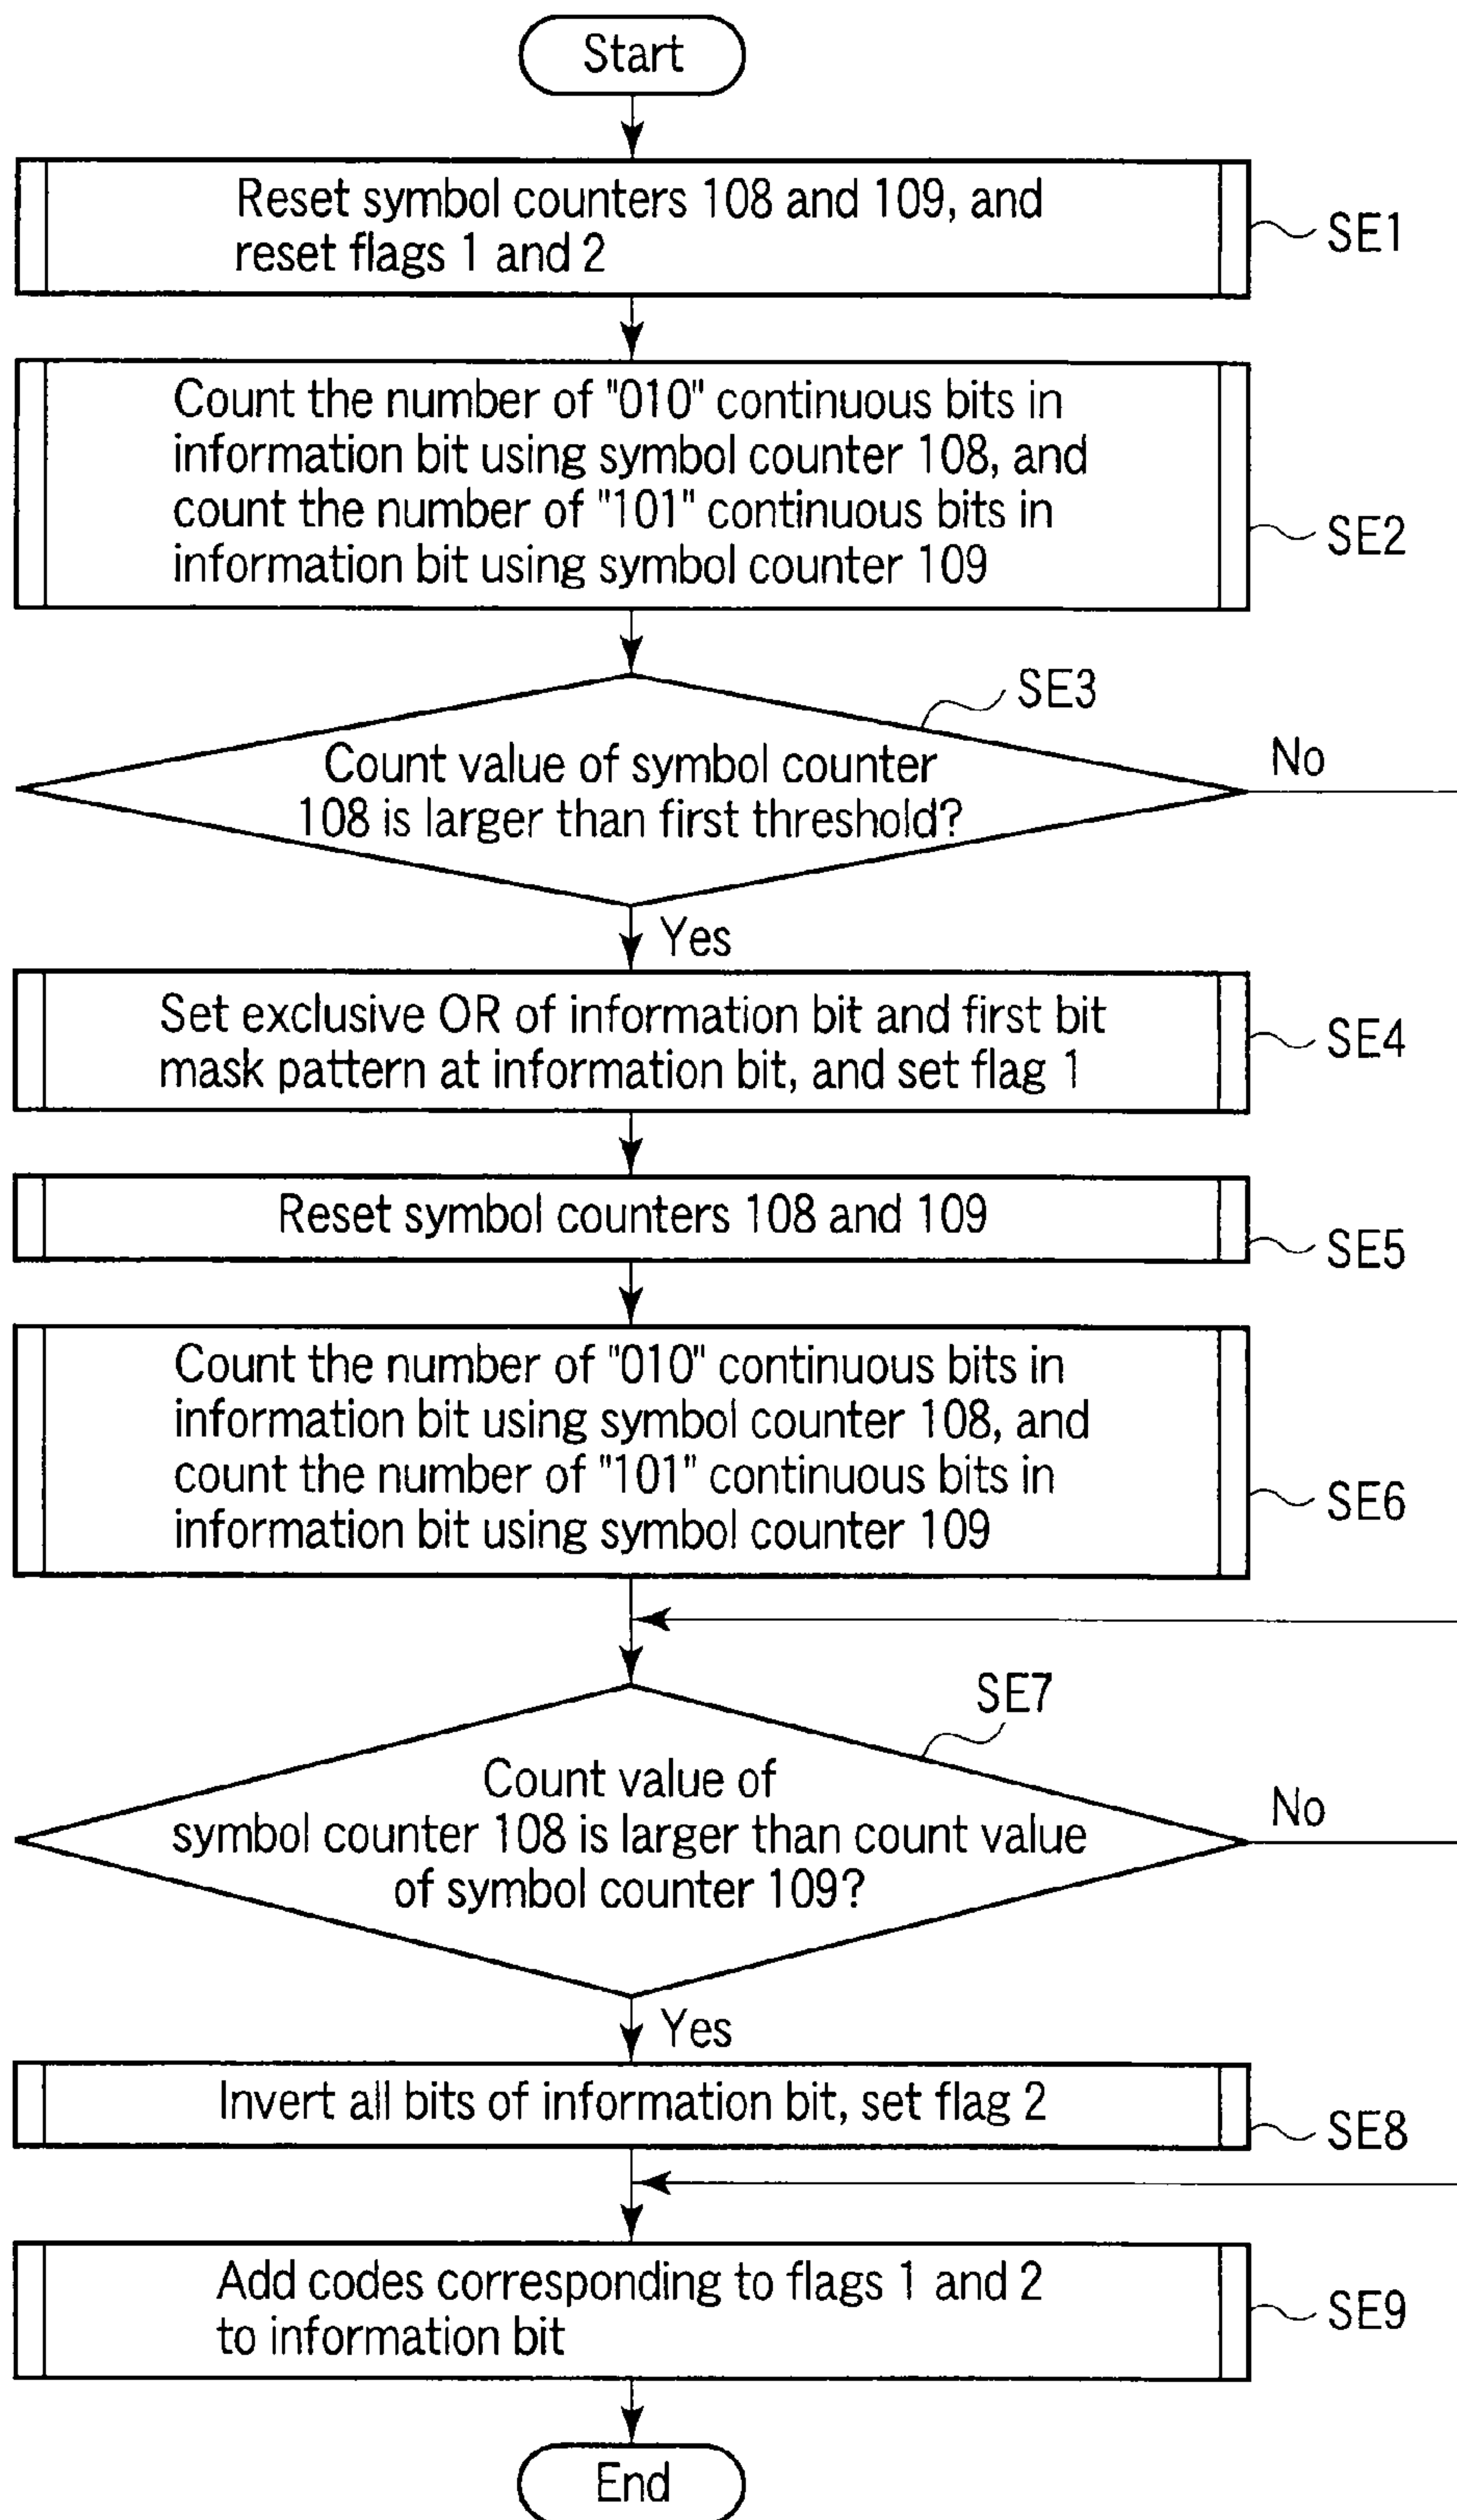 Start
Reset symbol counters 108 and 109, and
reset flags 1 and 2
SE1
Count the number of "010" continuous bits in
information bit using symbol counter 108, and
count the number of "101" continuous bits in
information bit using symbol counter 109
SE2
SE3
Count value of symbol counter
108 is larger than first threshold?
No
Yes
Set exclusive OR of information bit and first bit
mask pattern at information bit, and set flag 1
SE4
Reset symbol counters 108 and 109
SE5
Count the number of "010" continuous bits in
information bit using symbol counter 108, and
count the number of "101" continuous bits in
information bit using symbol counter 109
SE6
SE7
Count value of
symbol counter 108 is larger than count value
of symbol counter 109?
No
Yes
Invert all bits of information bit, set flag 2
SE8
Add codes corresponding to flags 1 and 2
to information bit
SE9
End